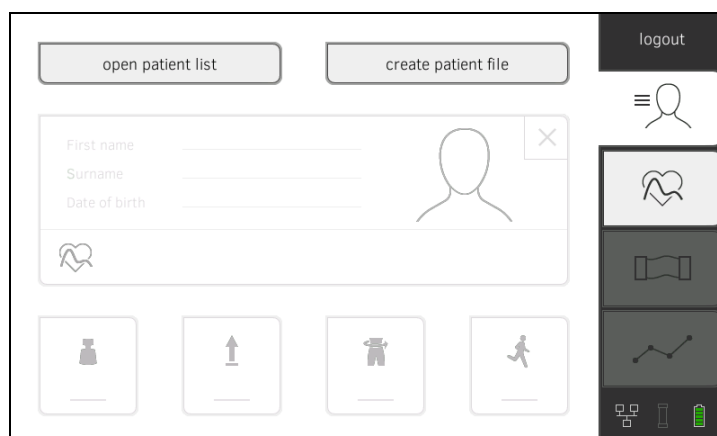 open patient list
create patient file
logout
First name
Surname
Date of birth